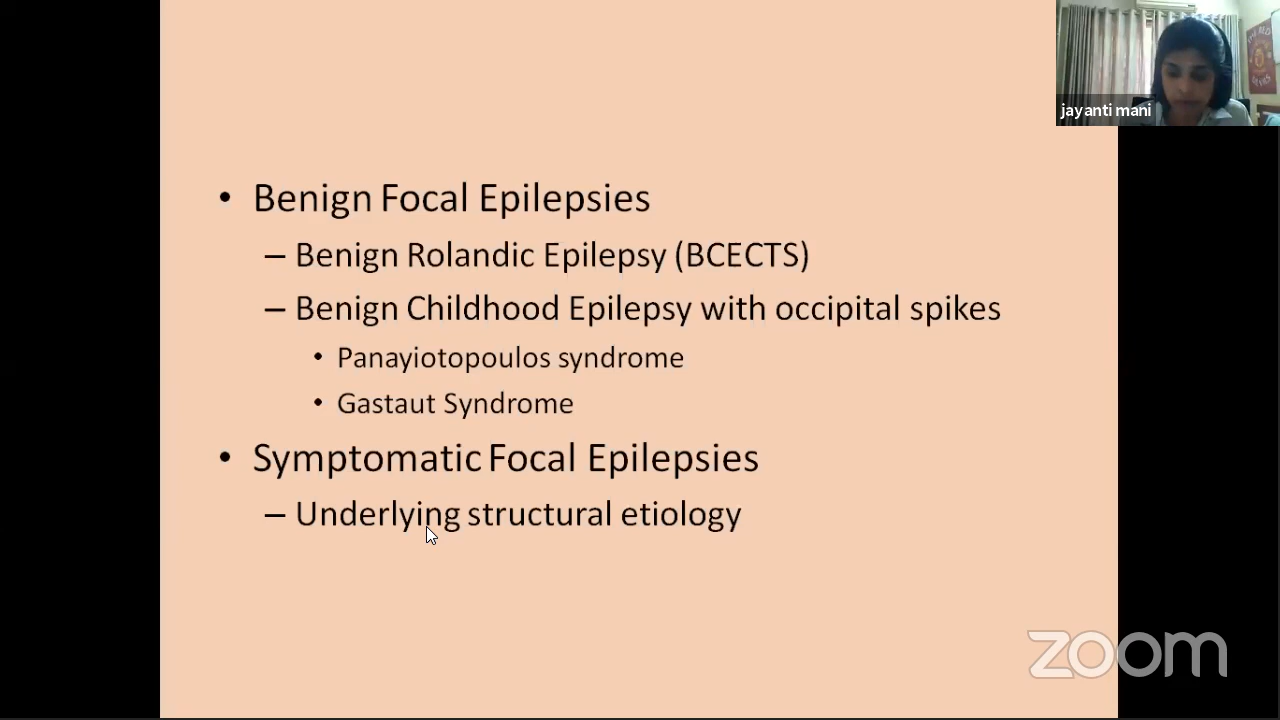 jayanti mani
• Benign Focal Epilepsies
– Benign Rolandic Epilepsy (BCECTS)
– Benign Childhood Epilepsy with occipital spikes
• Panayiotopoulos syndrome
• Gastaut Syndrome
• Symptomatic Focal Epilepsies
– Underlying structural etiology
zoom